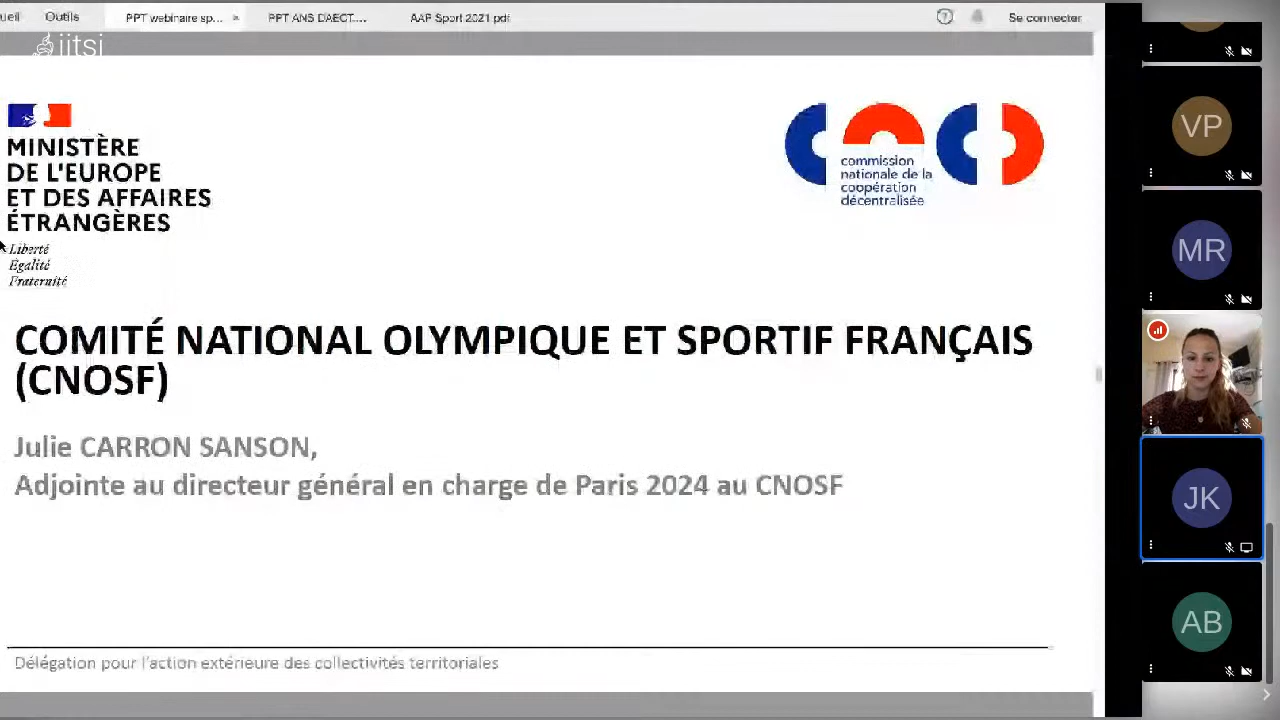 Outils
PPT webinaire sp... ×
PPT ANS DAECT....
AAP Sport 2021.pdf
?
Se connecter
jitsi
MINISTÈRE
DE L'EUROPE
ET DES AFFAIRES
ÉTRANGÈRES
Liberté
Égalité
Fraternité
commission
nationale de la
coopération
décentralisée
COMITÉ NATIONAL OLYMPIQUE ET SPORTIF FRANÇAIS
(CNOSF)
Julie CARRON SANSON,
Adjointe au directeur général en charge de Paris 2024 au CNOSF
Délégation pour l'action extérieure des collectivités territoriales
VP
MR
JK
AB